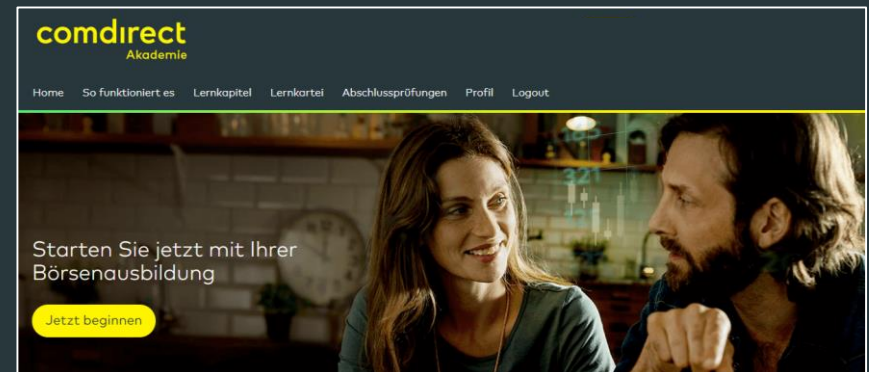 comdirect
Akademie
Home So funktioniert es Lernkapitel Lernkartei Abschlussprüfungen Profil Logout
Starten Sie jetzt mit Ihrer
Börsenausbildung
Jetzt beginnen